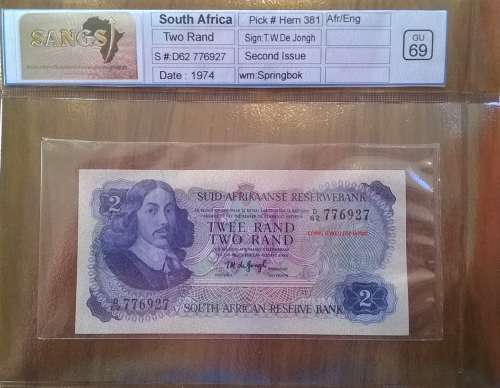 SANGS
South Africa
Pick # Hern 381
Afr/Eng
Two Rand
Sign:T.W.De Jongh
S #:D62 776927
Second Issue
Date : 1974
wm:Springbok
GU
69
2
SUID-AFRIKAANSE RESERWEBANK
D/62 776927
TWEE RAND
TWO RAND
T.W. de Jongh
D/62 776927
2
SOUTH AFRICAN RESERVE BANK